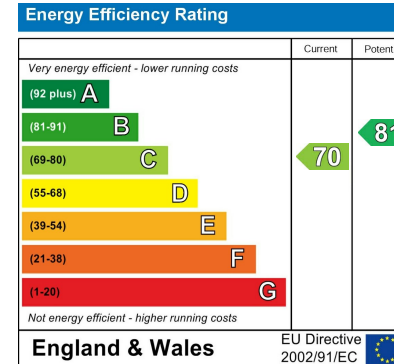 Energy Efficiency Rating
Current Potent
Very energy efficient - lower running costs
(92 plus) A
(81-91) B
81
(69-80) C
70
(55-68) D
(39-54) E
(21-38) F
(1-20) G
Not energy efficient - higher running costs
England & Wales
EU Directive
2002/91/EC